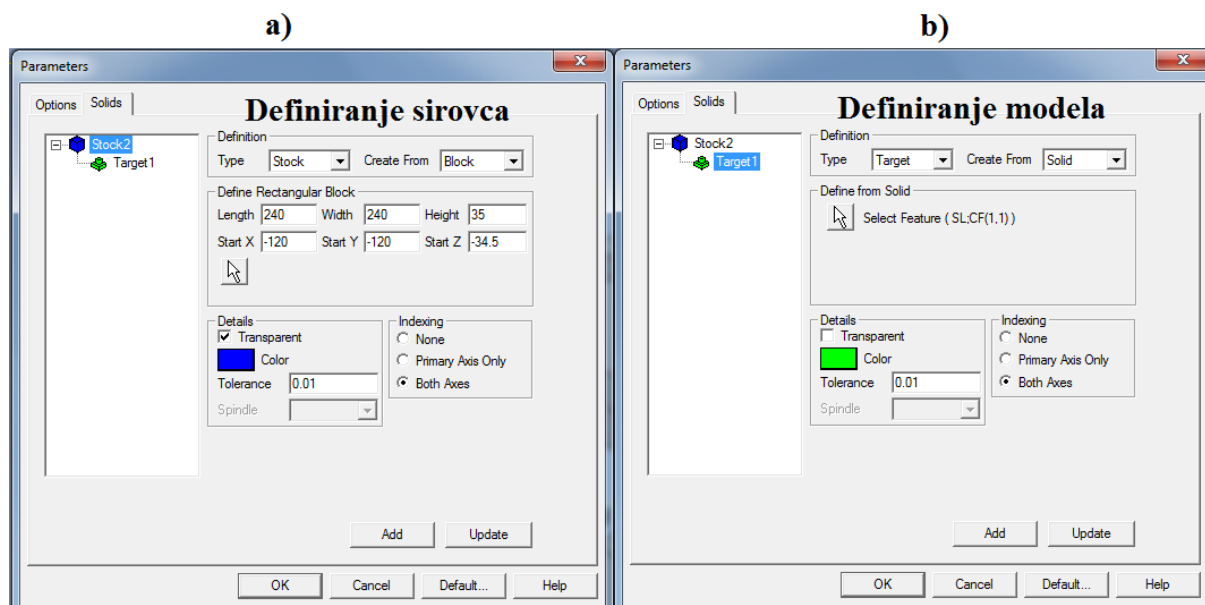 a)
Parameters
Options Solids
Definiranje sirovca
Stock2
Target1
Definition
Type Stock Create From Block
Define Rectangular Block
Length 240 Width 240 Height 35
Start X -120 Start Y -120 Start Z -34.5
Details
Transparent
Color
Tolerance 0.01
Spindle
Indexing
None
Primary Axis Only
Both Axes
Add Update
OK Cancel Default... Help
b)
Parameters
Options Solids
Definiranje modela
Stock2
Target1
Definition
Type Target Create From Solid
Define from Solid
Select Feature ( SL;CF(1,1) )
Details
Transparent
Color
Tolerance 0.01
Spindle
Indexing
None
Primary Axis Only
Both Axes
Add Update
OK Cancel Default... Help